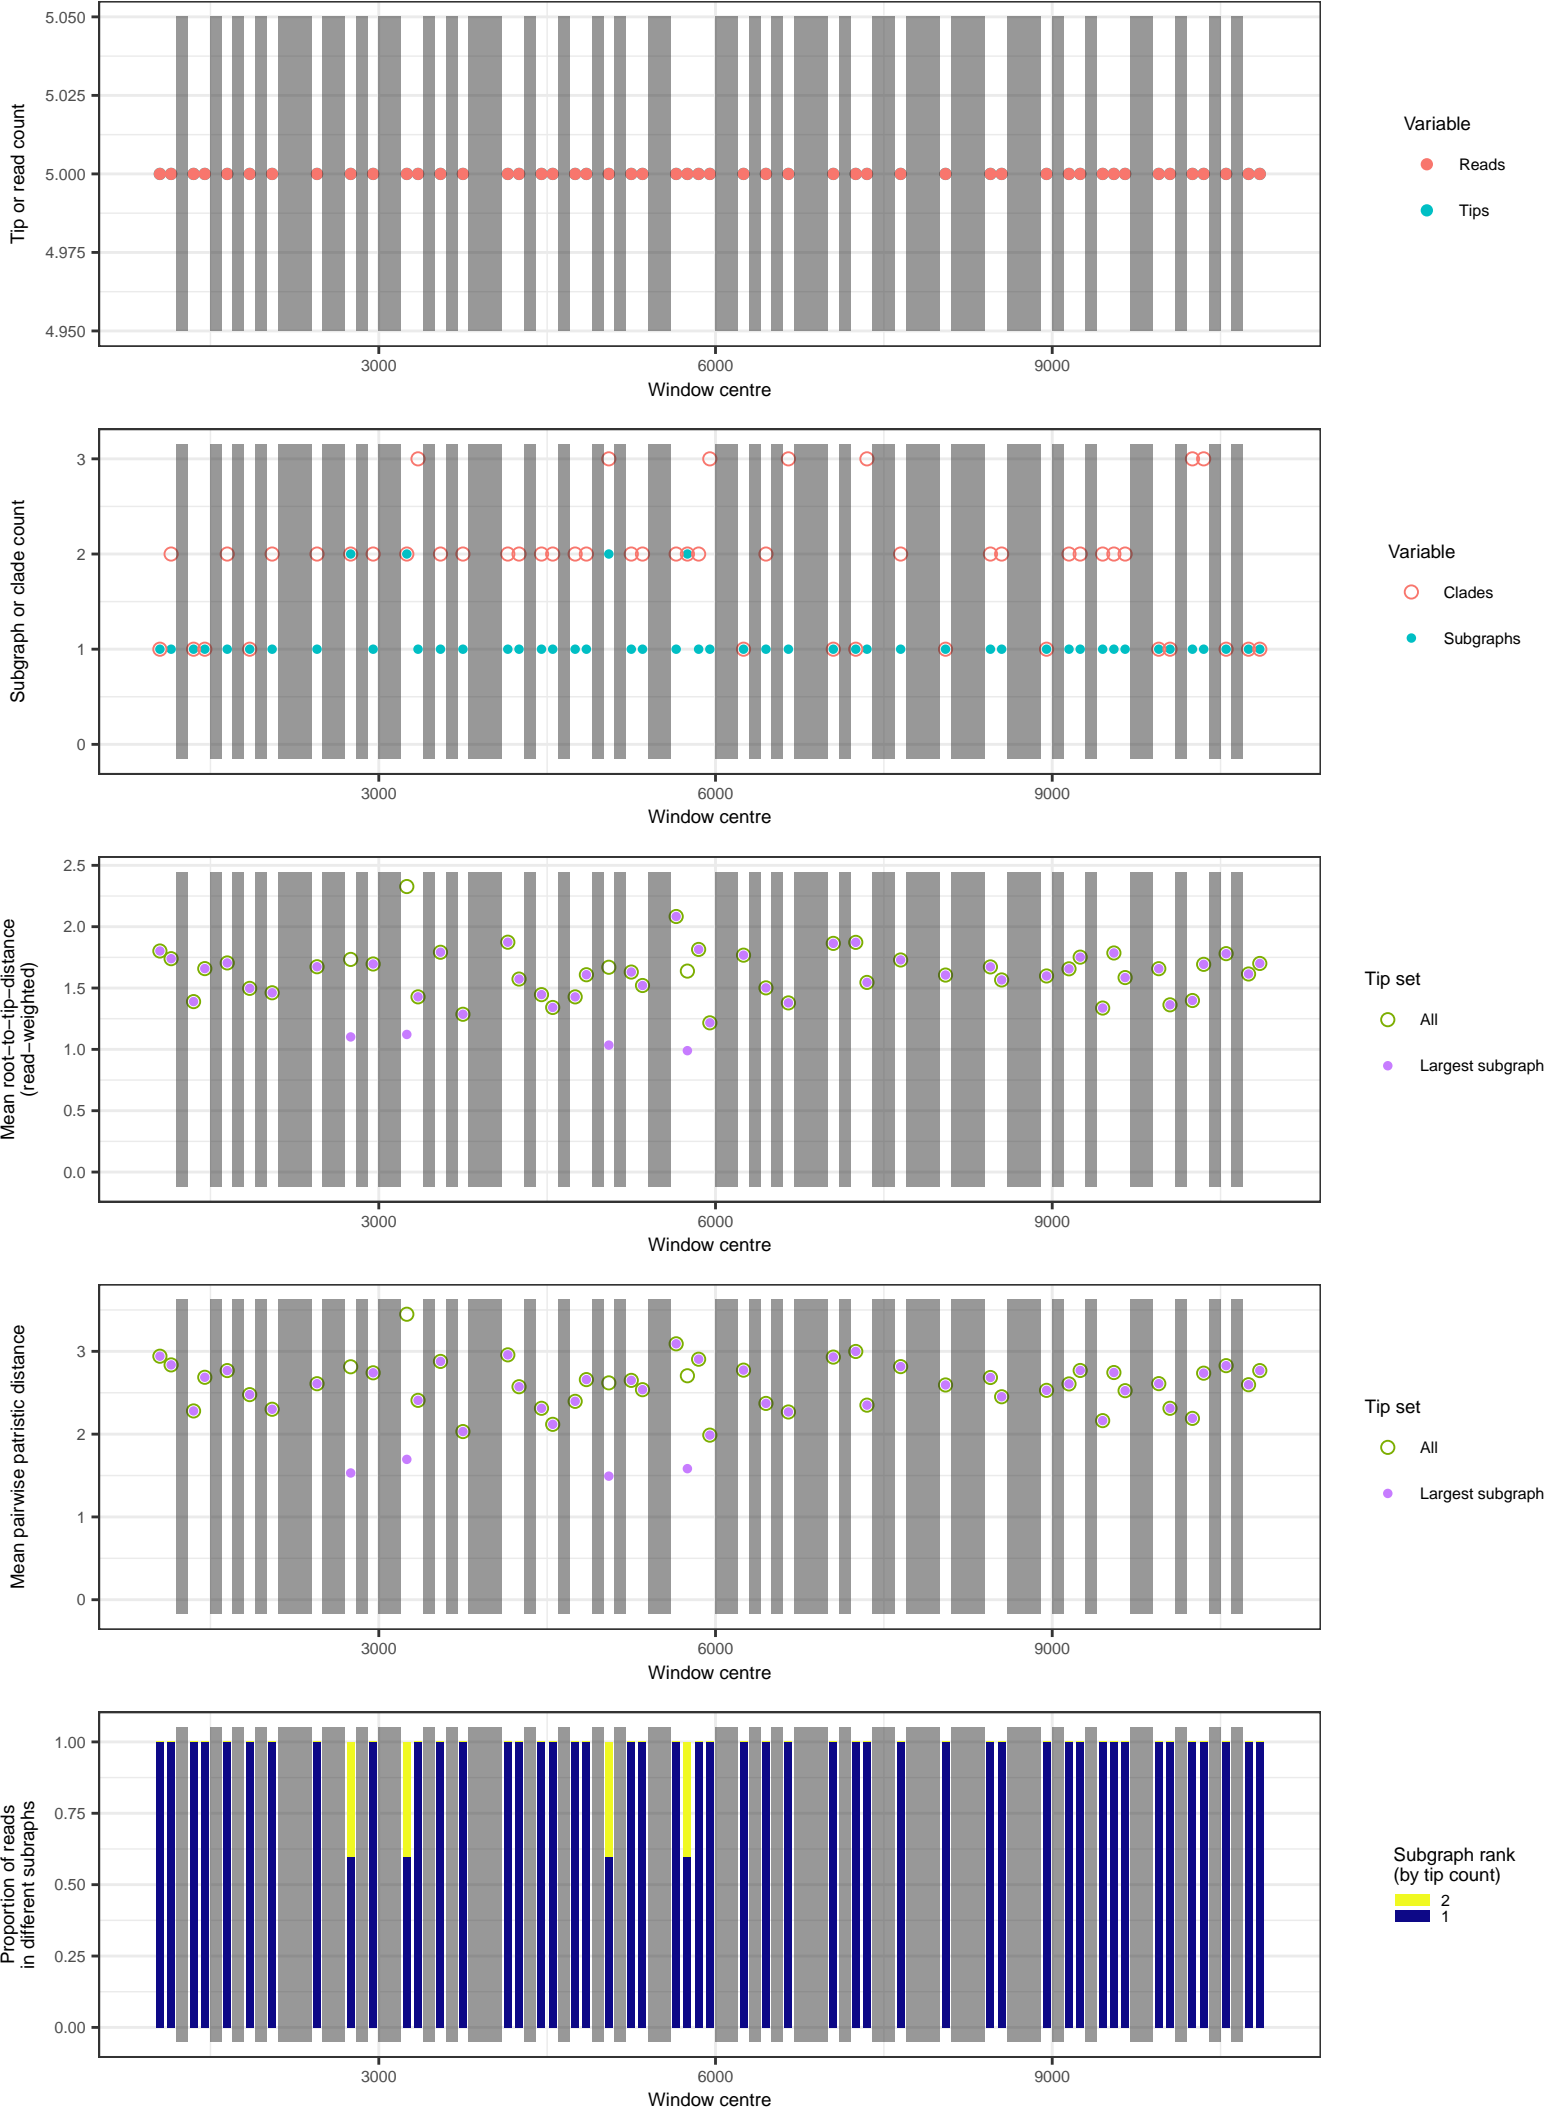 5.050
5.025
5.000
4.975
4.950
Tip or read count
3000 6000 9000
Window centre
Variable
Reads
Tips
3
2
1
0
Subgraph or clade count
3000 6000 9000
Window centre
Variable
Clades
Subgraphs
2.5
2.0
1.5
1.0
0.5
0.0
Mean root−to−tip−distance
(read−weighted)
3000 6000 9000
Window centre
Tip set
All
Largest subgraph
3
2
1
0
Mean pairwise patristic distance
3000 6000 9000
Window centre
Tip set
All
Largest subgraph
1.00
0.75
0.50
0.25
0.00
Proportion of reads
in different subraphs
3000 6000 9000
Window centre
Subgraph rank
(by tip count)
2
1